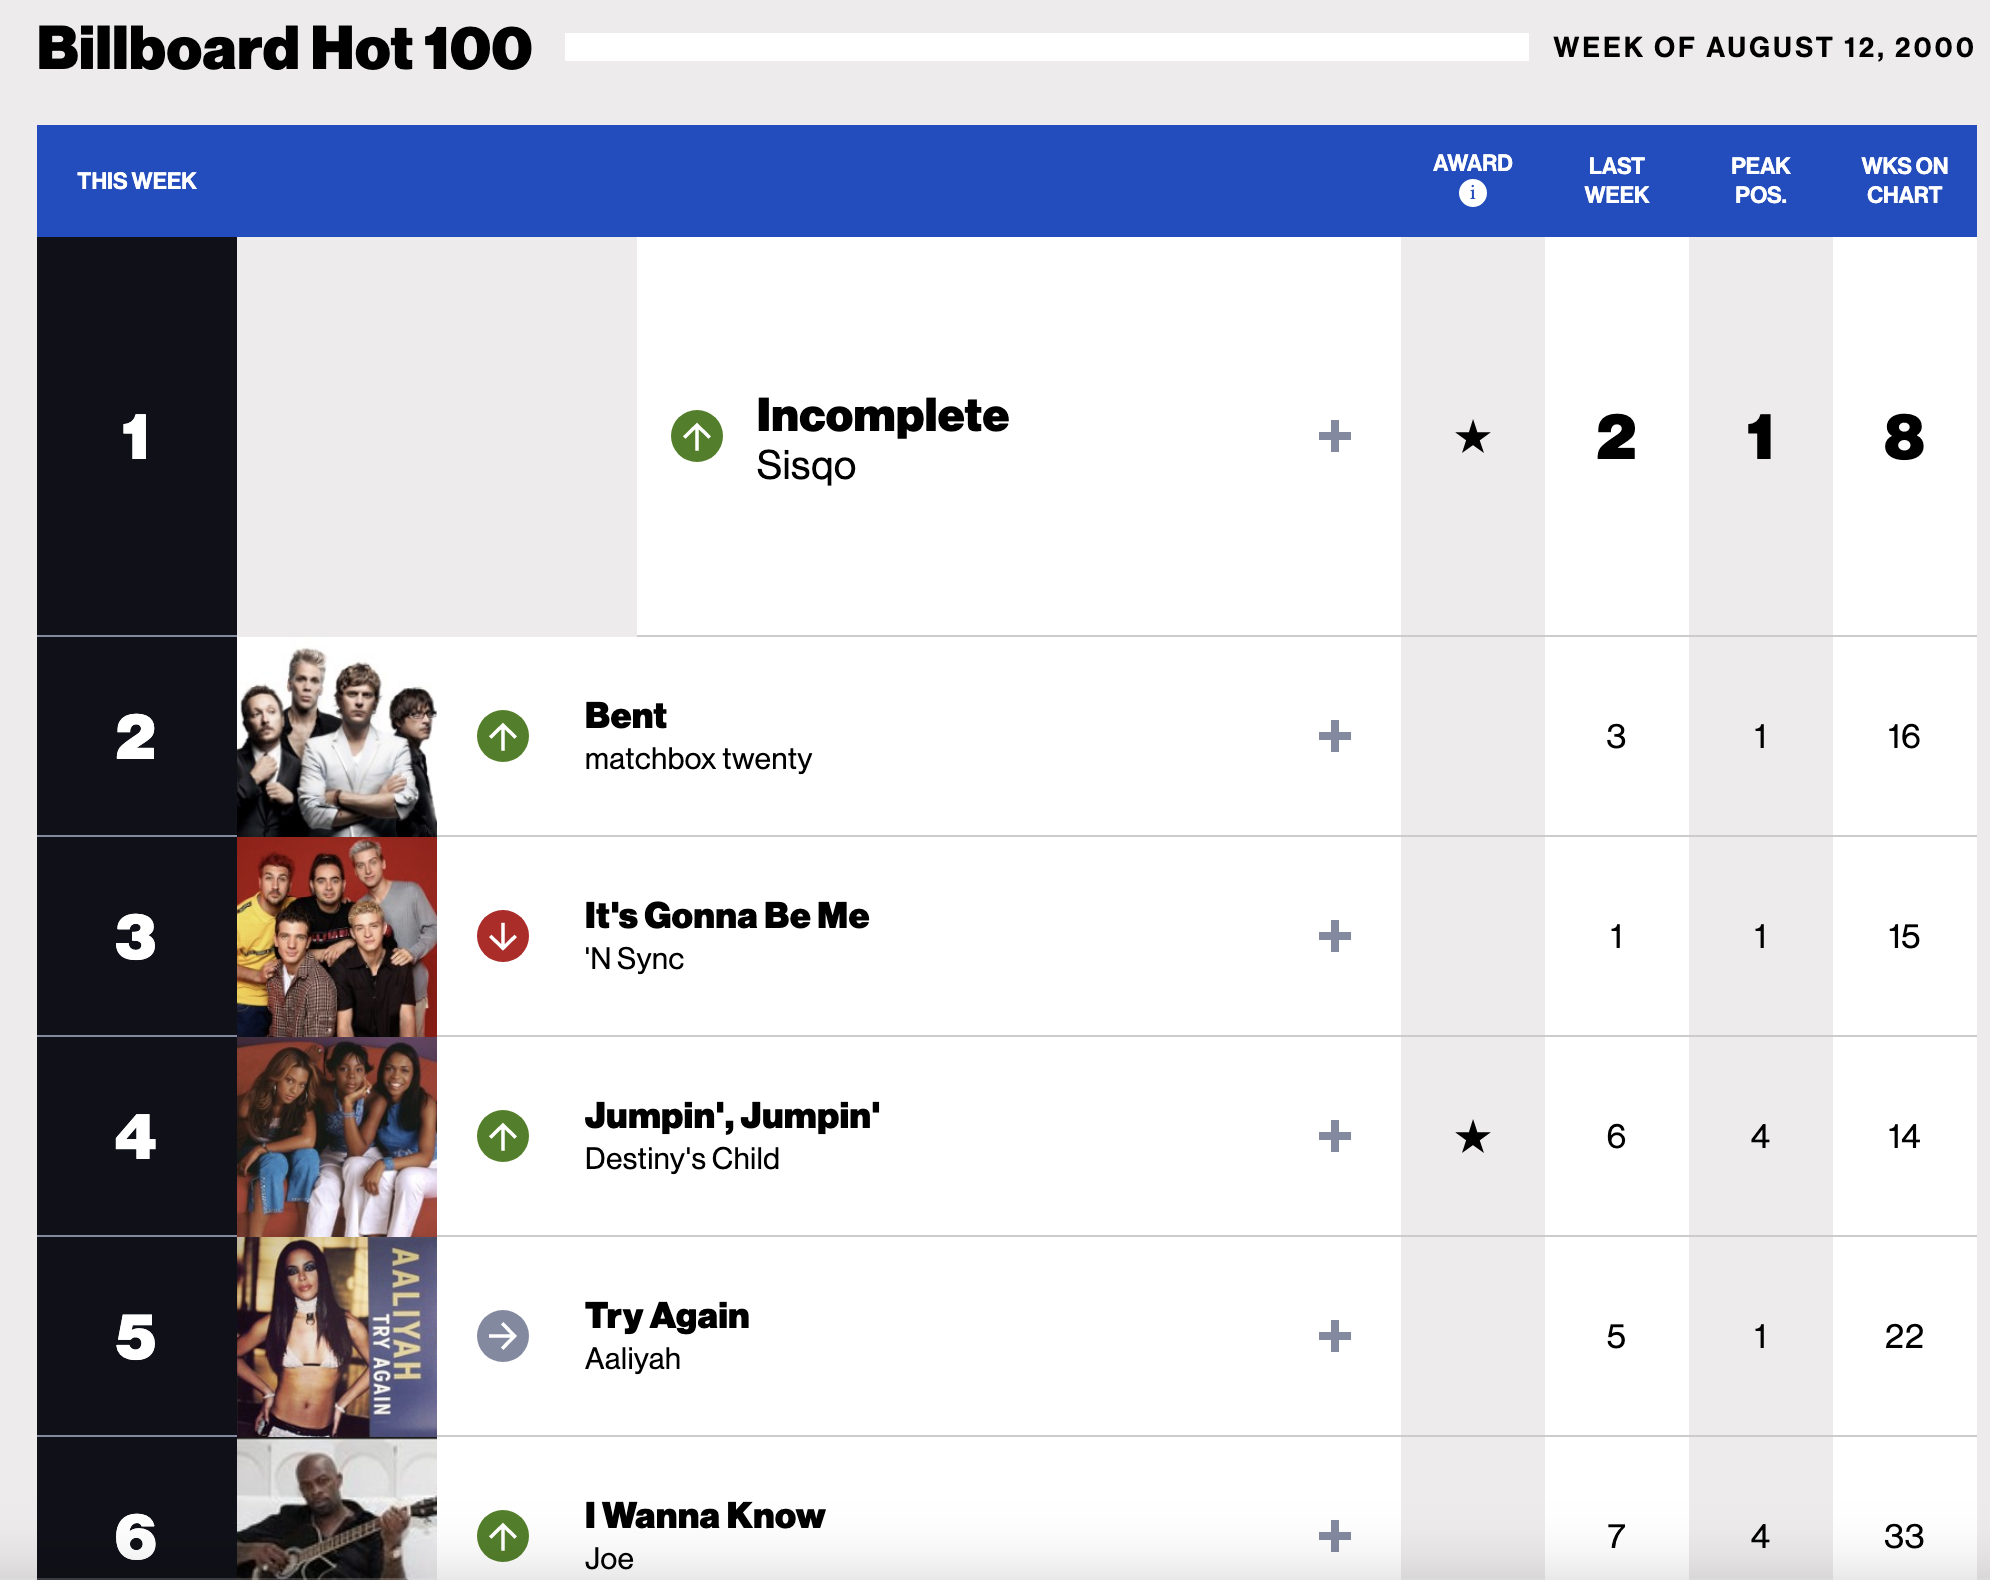 Billboard Hot 100
WEEK OF AUGUST 12, 2000
THIS WEEK
AWARD
i
LAST
WEEK
PEAK
POS.
WKS ON
CHART
1
Incomplete
Sisqo
2
1
8
2
Bent
matchbox twenty
3
1
16
3
It's Gonna Be Me
'N Sync
1
1
15
4
Jumpin', Jumpin'
Destiny's Child
6
4
14
5
AALIYAH
TRY AGAIN
Try Again
Aaliyah
5
1
22
6
I Wanna Know
Joe
7
4
33